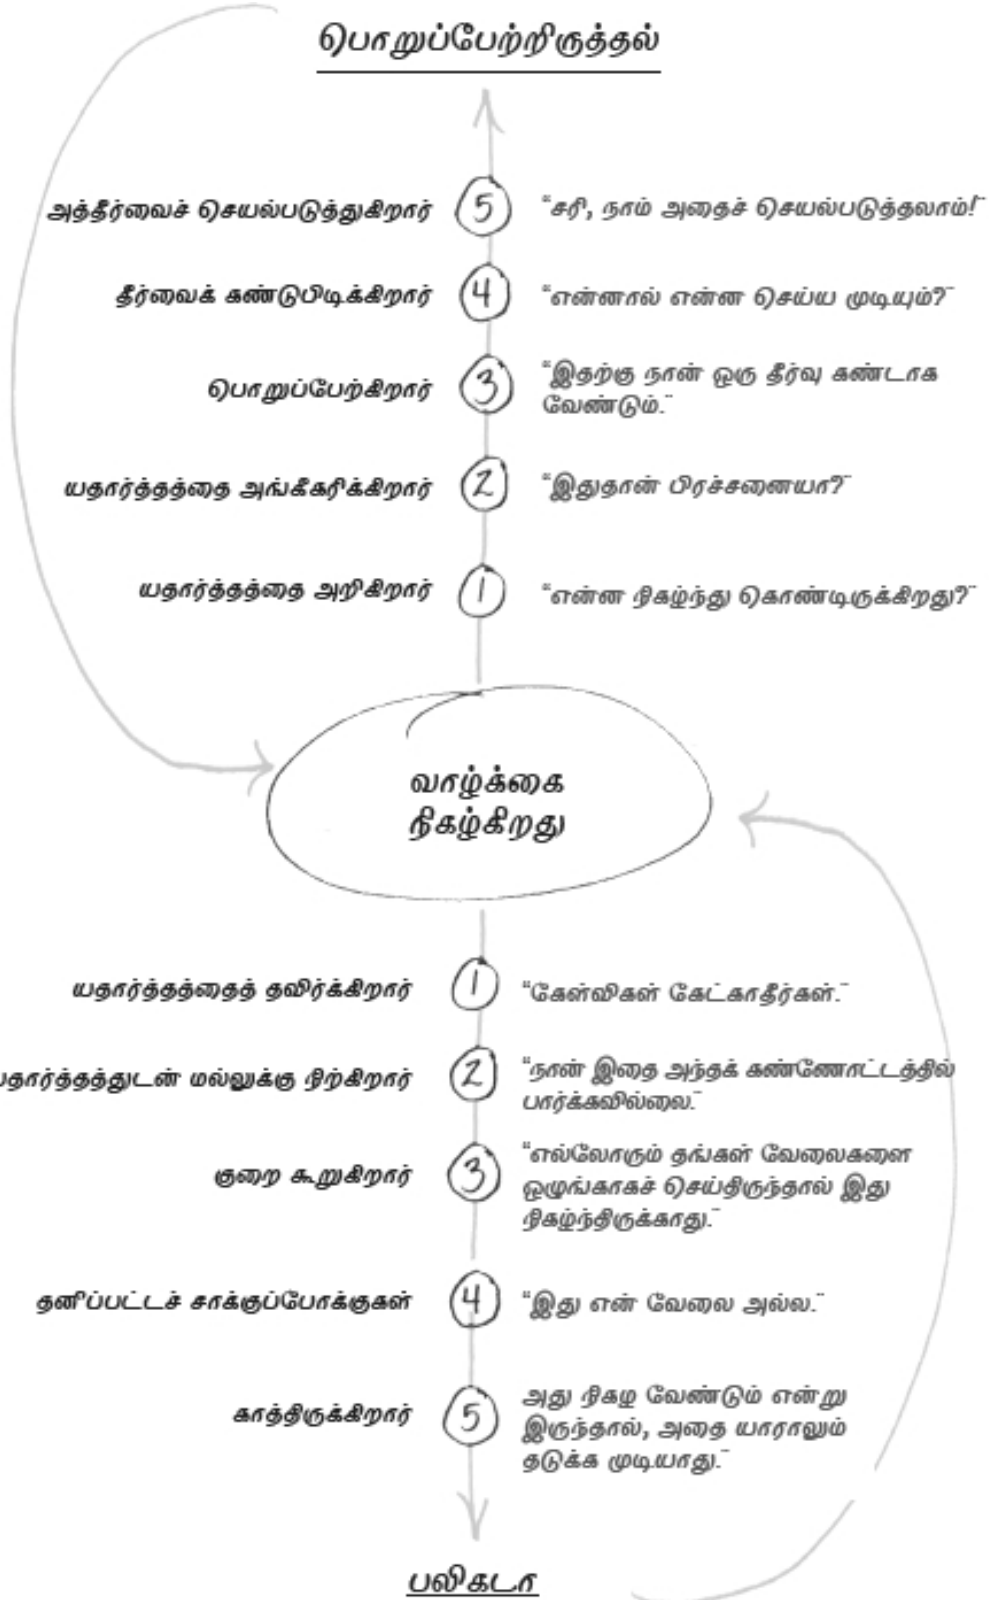 பொறுப்பேற்றிருத்தல்
அத்தீர்வைச் செயல்படுத்துகிறார் 5 “சரி, நாம் அதைச் செயல்படுத்தலாம்!”
தீர்வைக் கண்டுபிடிக்கிறார் 4 “என்னால் என்ன செய்ய முடியும்?”
பொறுப்பேற்கிறார் 3 “இதற்கு நான் ஒரு தீர்வு கண்டாக
வேண்டும்.”
யதார்த்தத்தை அங்கீகரிக்கிறார் 2 “இதுதான் பிரச்சனையா?”
யதார்த்தத்தை அறிகிறார் 1 “என்ன நிகழ்ந்து கொண்டிருக்கிறது?”
வாழ்க்கை
நிகழ்கிறது
யதார்த்தத்தைத் தவிர்க்கிறார் 1 “கேள்விகள் கேட்காதீர்கள்.”
யதார்த்தத்துடன் மல்லுக்கு நிற்கிறார் 2 “நான் இதை அந்தக் கண்ணோட்டத்தில்
பார்க்கவில்லை.”
குறை கூறுகிறார் 3 “எல்லோரும் தங்கள் வேலைகளை
ஒழுங்காகச் செய்திருந்தால் இது
நிகழ்ந்திருக்காது.”
தனிப்பட்டச் சாக்குப்போக்குகள் 4 “இது என் வேலை அல்ல.”
காத்திருக்கிறார் 5 அது நிகழ வேண்டும் என்று
இருந்தால், அதை யாராலும்
தடுக்க முடியாது.”
பலிகடா